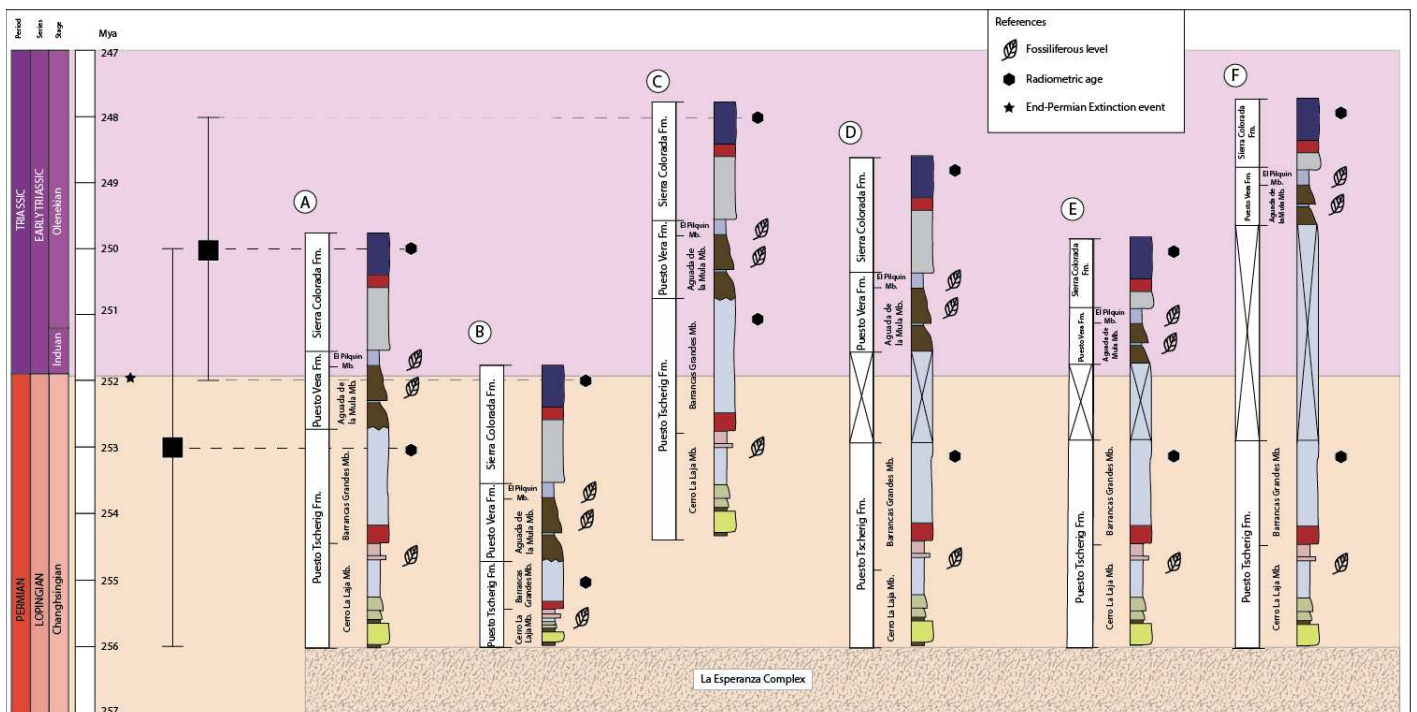 Period
Series
Stage
Mya
247
248
249
250
251
252
253
254
255
256
257
TRIASSIC
EARLY TRIASSIC
Olenekian
Induan
PERMIAN
LOPINGIAN
Changhsingian
References
Fossiliferous level
Radiometric age
End-Permian Extinction event
A
Sierra Colorada Fm.
Puesto Vera Fm.
Puesto Tscherig Fm.
El Pilquin
Mb.
Aguada de
la Mula Mb.
Barrancas Grandes Mb.
Cerro La Laja Mb.
B
Sierra Colorada Fm.
Puesto Vera Fm.
Puesto Tscherig Fm.
El Pilquin
Mb.
Aguada de
la Mula Mb.
Barrancas
Grandes Mb.
Cerro La
Laja Mb.
C
Sierra Colorada Fm.
Puesto Vera Fm.
Puesto Tscherig Fm.
El Pilquin
Mb.
Aguada de
la Mula Mb.
Barrancas Grandes Mb.
Cerro La Laja Mb.
D
Sierra Colorada Fm.
Puesto Vera Fm.
Puesto Tscherig Fm.
El Pilquin
Mb.
Aguada de
la Mula Mb.
Barrancas Grandes Mb.
Cerro La Laja Mb.
E
Sierra Colorada
Fm.
Puesto Vera Fm.
Puesto Tscherig Fm.
El Pilquin
Mb.
Aguada de
la Mula Mb.
Barrancas Grandes Mb.
Cerro La Laja Mb.
F
Sierra Colorada
Fm.
Puesto Vera Fm.
Puesto Tscherig Fm.
El Pilquin
Mb.
Aguada de
la Mula Mb.
Barrancas Grandes Mb.
Cerro La Laja Mb.
La Esperanza Complex